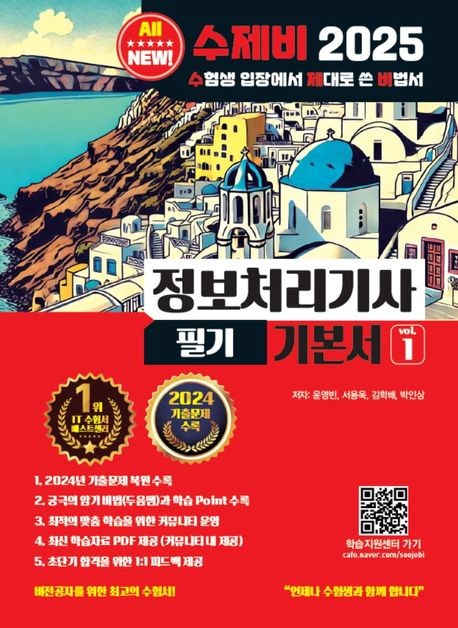 All
NEW!
수제비 2025
수험생 입장에서 제대로 쓴 비법서
정보처리기사
필기 기본서 vol. 1
저자: 윤영빈, 서용욱, 김학배, 박인상
1위
IT 수험서
베스트셀러
2024
기출문제
수록
1. 2024년 기출문제 복원 수록
2. 궁극의 암기 비법(두음쌤)과 학습 Point 수록
3. 최적의 맞춤 학습을 위한 커뮤니티 운영
4. 최신 학습자료 PDF 제공 (커뮤니티 내 제공)
5. 초단기 합격을 위한 1:1 피드백 제공
학습지원센터 가기
cafe.naver.com/soojebi
비전공자를 위한 최고의 수험서!
“언제나 수험생과 함께 합니다”